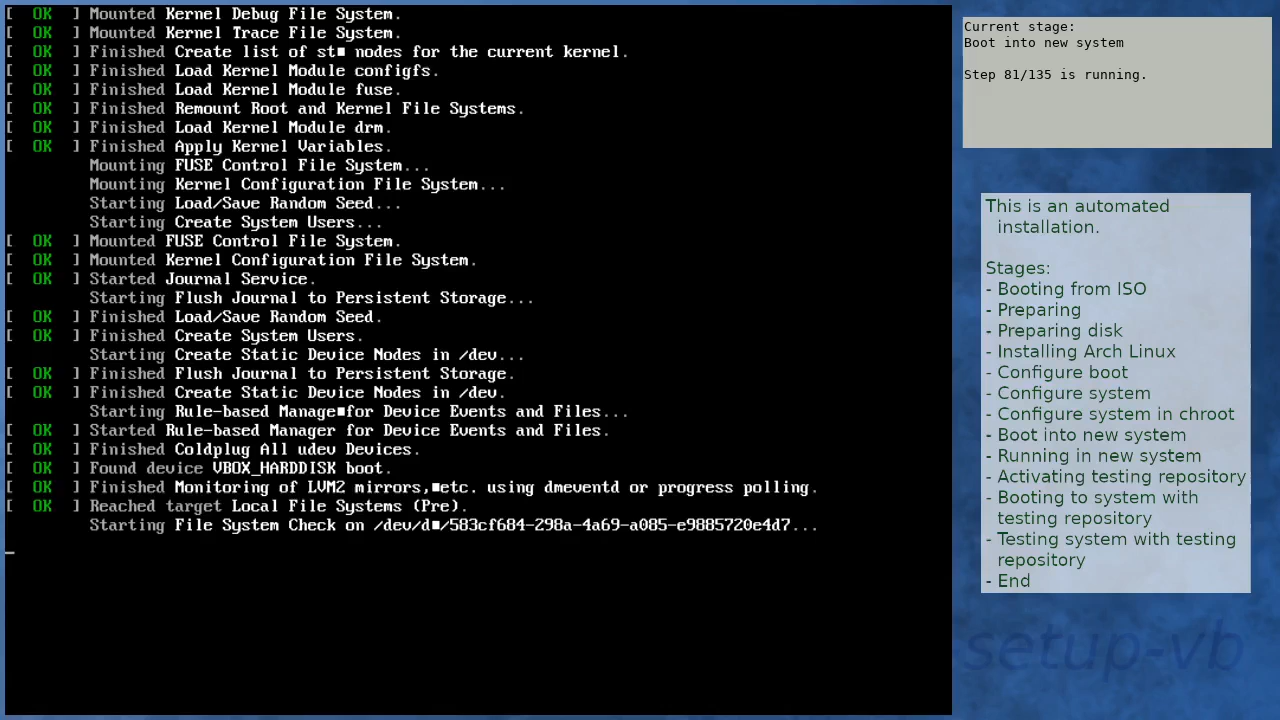 [  OK  ] Mounted Kernel Debug File System.
[  OK  ] Mounted Kernel Trace File System.
[  OK  ] Finished Create list of st■ nodes for the current kernel.
[  OK  ] Finished Load Kernel Module configfs.
[  OK  ] Finished Load Kernel Module fuse.
[  OK  ] Finished Remount Root and Kernel File Systems.
[  OK  ] Finished Load Kernel Module drm.
[  OK  ] Finished Apply Kernel Variables.
Mounting FUSE Control File System...
Mounting Kernel Configuration File System...
Starting Load/Save Random Seed...
Starting Create System Users...
[  OK  ] Mounted FUSE Control File System.
[  OK  ] Mounted Kernel Configuration File System.
[  OK  ] Started Journal Service.
Starting Flush Journal to Persistent Storage...
[  OK  ] Finished Load/Save Random Seed.
[  OK  ] Finished Create System Users.
Starting Create Static Device Nodes in /dev...
[  OK  ] Finished Flush Journal to Persistent Storage.
[  OK  ] Finished Create Static Device Nodes in /dev.
Starting Rule-based Manage■for Device Events and Files...
[  OK  ] Started Rule-based Manager for Device Events and Files.
[  OK  ] Finished Coldplug All udev Devices.
[  OK  ] Found device VBOX_HARDDISK boot.
[  OK  ] Finished Monitoring of LVM2 mirrors,■etc. using dmeventd or progress polling.
[  OK  ] Reached target Local File Systems (Pre).
Starting File System Check on /dev/d■/583cf684-298a-4a69-a085-e9885720e4d7...
Current stage:
Boot into new system
Step 81/135 is running.
This is an automated
installation.
Stages:
- Booting from ISO
- Preparing
- Preparing disk
- Installing Arch Linux
- Configure boot
- Configure system
- Configure system in chroot
- Boot into new system
- Running in new system
- Activating testing repository
- Booting to system with
testing repository
- Testing system with testing
repository
- End
setup-vb